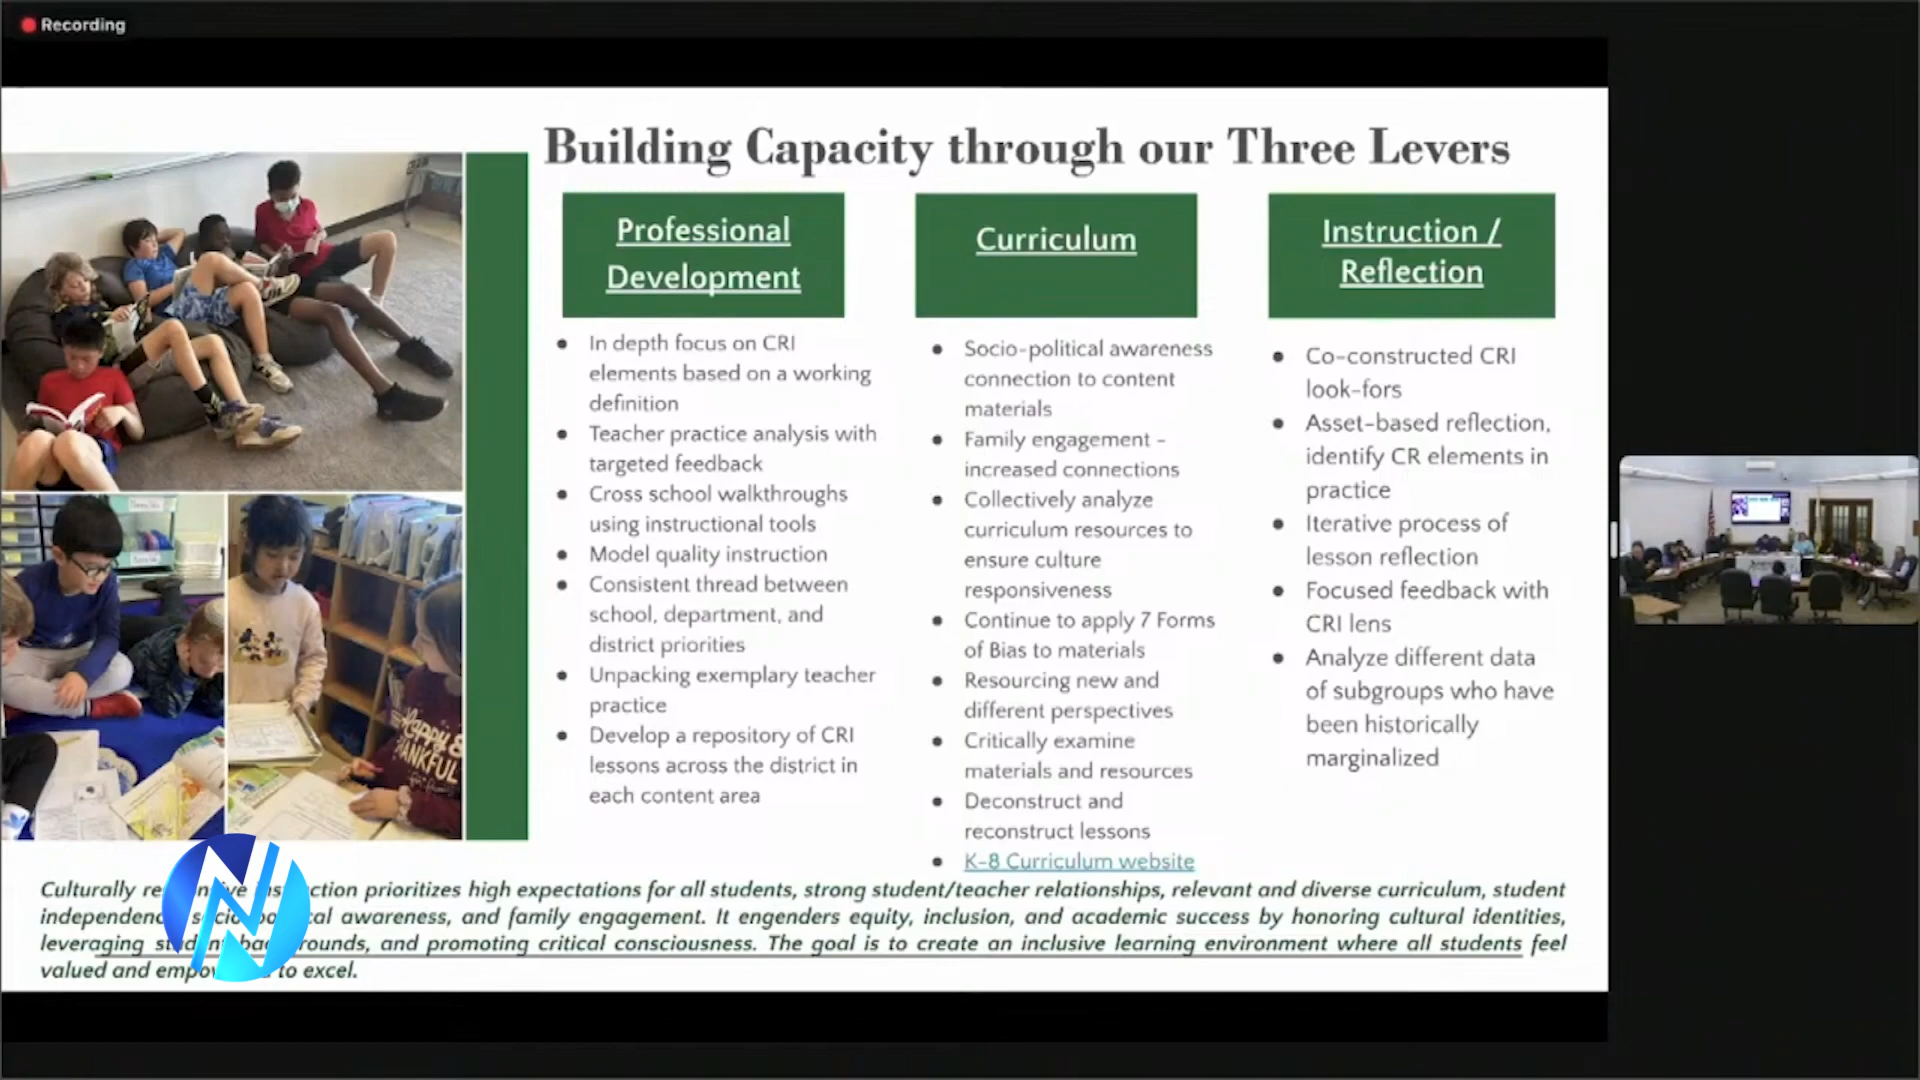 Recording
Building Capacity through our Three Levers
Professional
Development
In depth focus on CRI
elements based on a working
definition
Teacher practice analysis with
targeted feedback
Cross school walkthroughs
using instructional tools
Model quality instruction
Consistent thread between
school, department, and
district priorities
Unpacking exemplary teacher
practice
Develop a repository of CRI
lessons across the district in
each content area
Curriculum
Socio-political awareness
connection to content
materials
Family engagement -
increased connections
Collectively analyze
curriculum resources to
ensure culture
responsiveness
Continue to apply 7 Forms
of Bias to materials
Resourcing new and
different perspectives
Critically examine
materials and resources
Deconstruct and
reconstruct lessons
K-8 Curriculum website
Instruction /
Reflection
Co-constructed CRI
look-fors
Asset-based reflection,
identify CR elements in
practice
Iterative process of
lesson reflection
Focused feedback with
CRI lens
Analyze different data
of subgroups who have
been historically
marginalized
Culturally prioritizes high expectations for all students, strong student/teacher relationships, relevant and diverse curriculum, student
awareness, and family engagement. It engenders equity, inclusion, and academic success by honoring cultural identities,
leveraging and promoting critical consciousness. The goal is to create an inclusive learning environment where all students feel
valued and to excel.
N